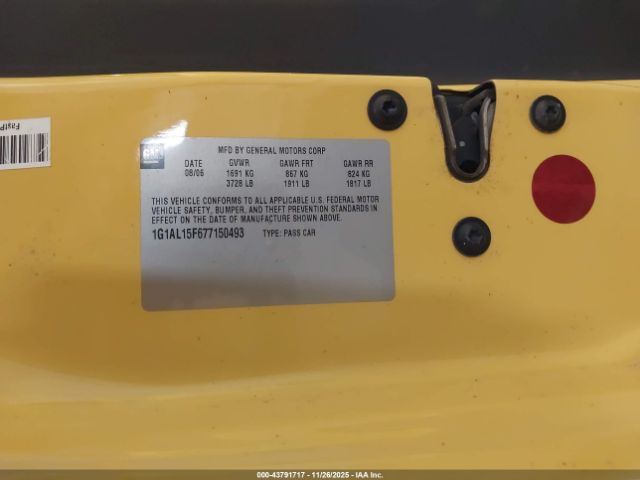 FastP
GM
MFD BY GENERAL MOTORS CORP
DATE GVWR GAWR FRT GAWR RR
08/06 1691 KG 867 KG 824 KG
3728 LB 1911 LB 1817 LB
THIS VEHICLE CONFORMS TO ALL APPLICABLE U.S. FEDERAL MOTOR
VEHICLE SAFETY, BUMPER, AND THEFT PREVENTION STANDARDS IN
EFFECT ON THE DATE OF MANUFACTURE SHOWN ABOVE.
1G1AL15F677150493 TYPE: PASS CAR
000-43791717 - 11/26/2025 - IAA Inc.